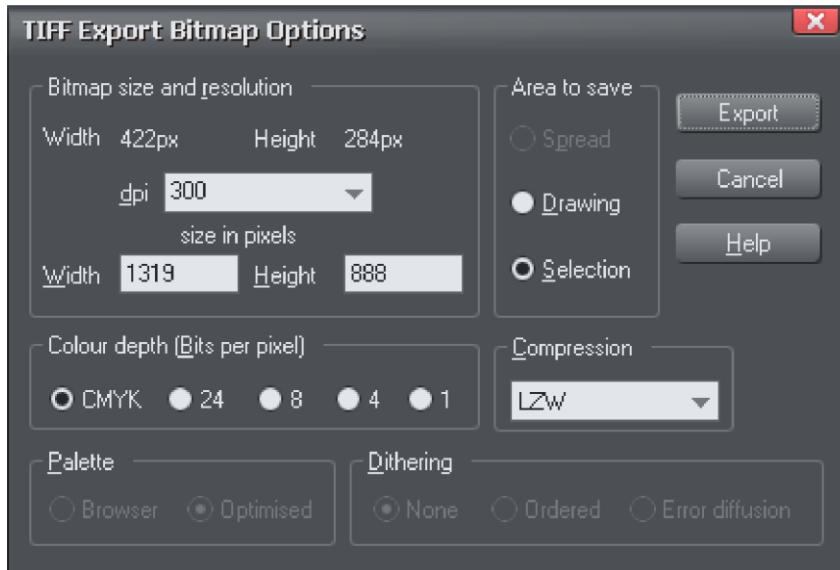 TIFF Export Bitmap Options
Bitmap size and resolution
Width 422px Height 284px
dpi 300
size in pixels
Width 1319 Height 888
Area to save
Spread
Drawing
Selection
Export
Cancel
Help
Colour depth (Bits per pixel)
CMYK 24 8 4 1
Compression
LZW
Palette
Browser Optimised
Dithering
None Ordered Error diffusion